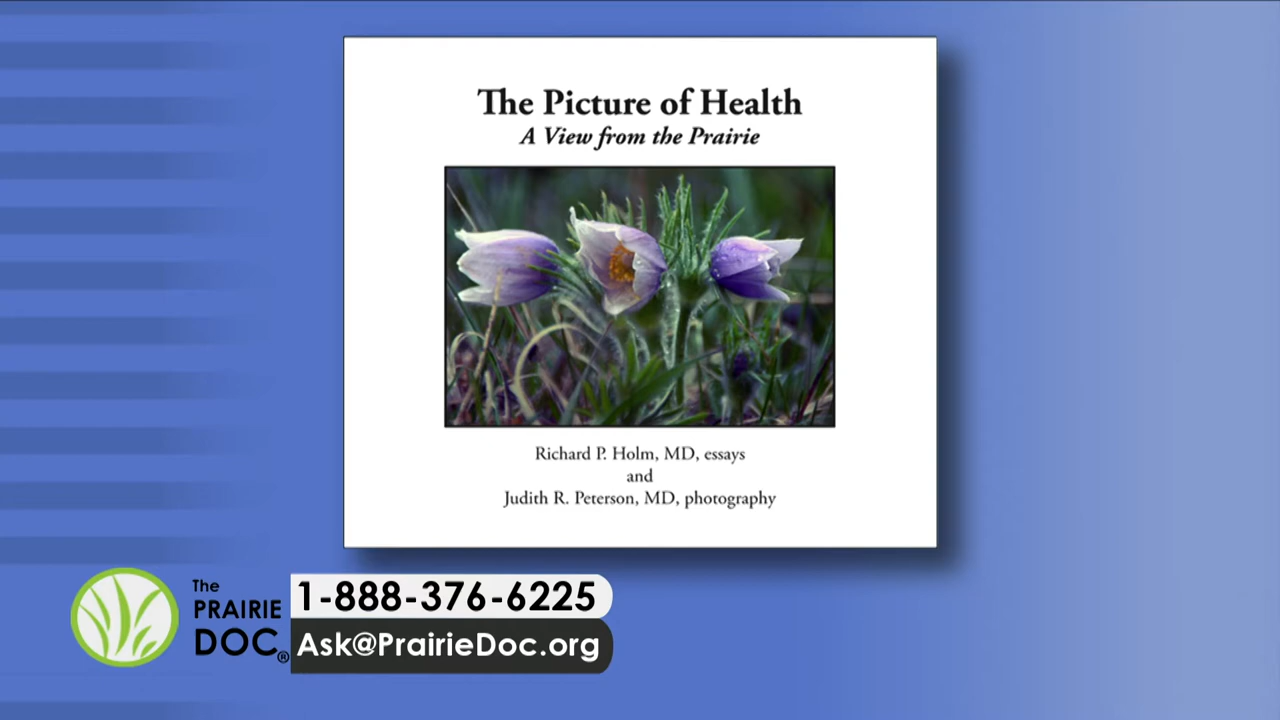 The Picture of Health
A View from the Prairie
Richard P. Holm, MD, essays
and
Judith R. Peterson, MD, photography
The
PRAIRIE
DOC®
1-888-376-6225
Ask@PrairieDoc.org